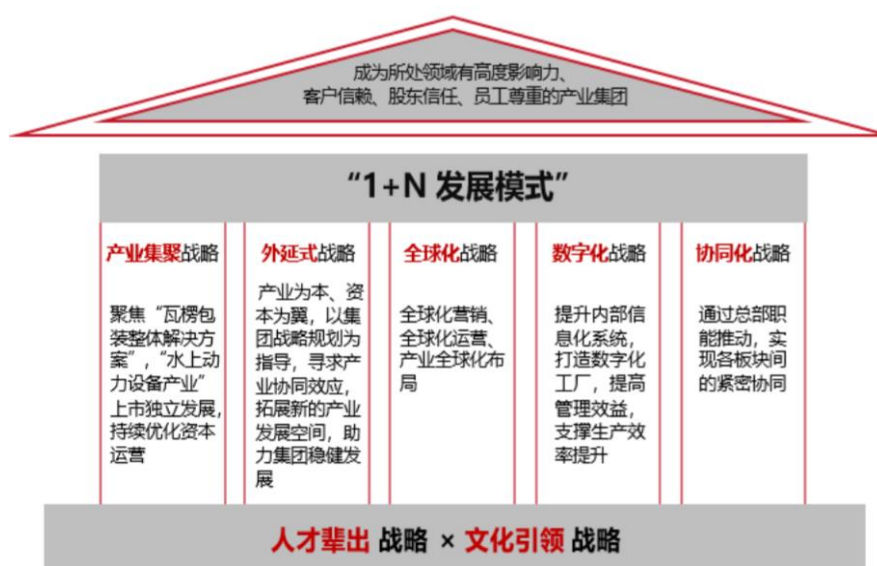 成为所处领域有高度影响力、
客户信赖、股东信任、员工尊重的产业集团
“1+N 发展模式”
产业集聚战略
聚焦“瓦楞包
装整体解决方
案”，“水上动
力设备产业”
上市独立发展，
持续优化资本
运营
外延式战略
产业为本、资
本为翼，以集
团战略规划为
指导，寻求产
业协同效应，
拓展新的产业
发展空间，助
力集团稳健发
展
全球化战略
全球化营销、
全球化运营、
产业全球化布
局
数字化战略
提升内部信
息化系统，
打造数字化
工厂，提高
管理效益，
支撑生产效
率提升
协同化战略
通过总部职
能推动，实
现各板块间
的紧密协同
人才辈出 战略 × 文化引领 战略